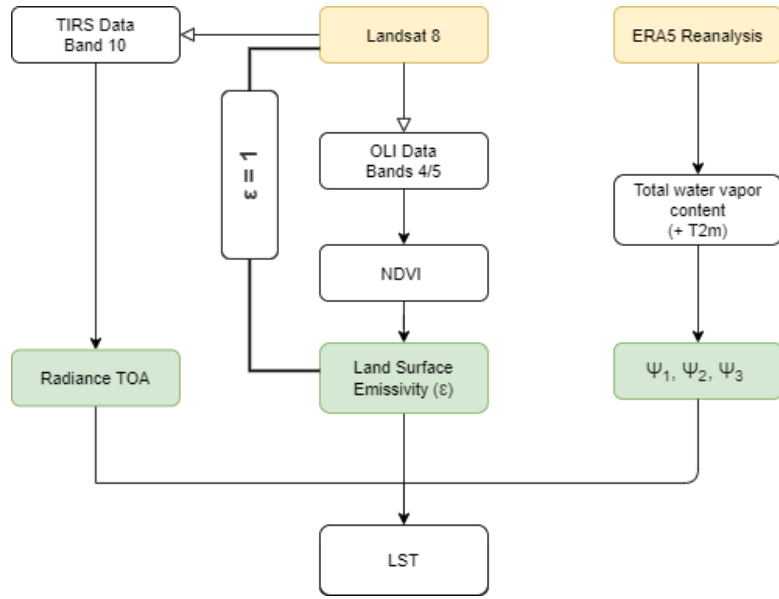 TIRS Data
Band 10
Landsat 8
ERA5 Reanalysis
ε = 1
OLI Data
Bands 4/5
Total water vapor
content
(+ T2m)
NDVI
Radiance TOA
Land Surface
Emissivity (ε)
Ψ₁, Ψ₂, Ψ₃
LST